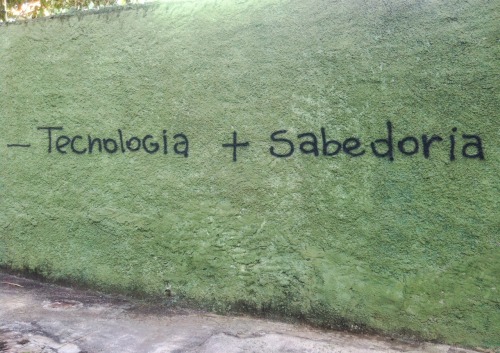 - Tecnologia + Sabedoria